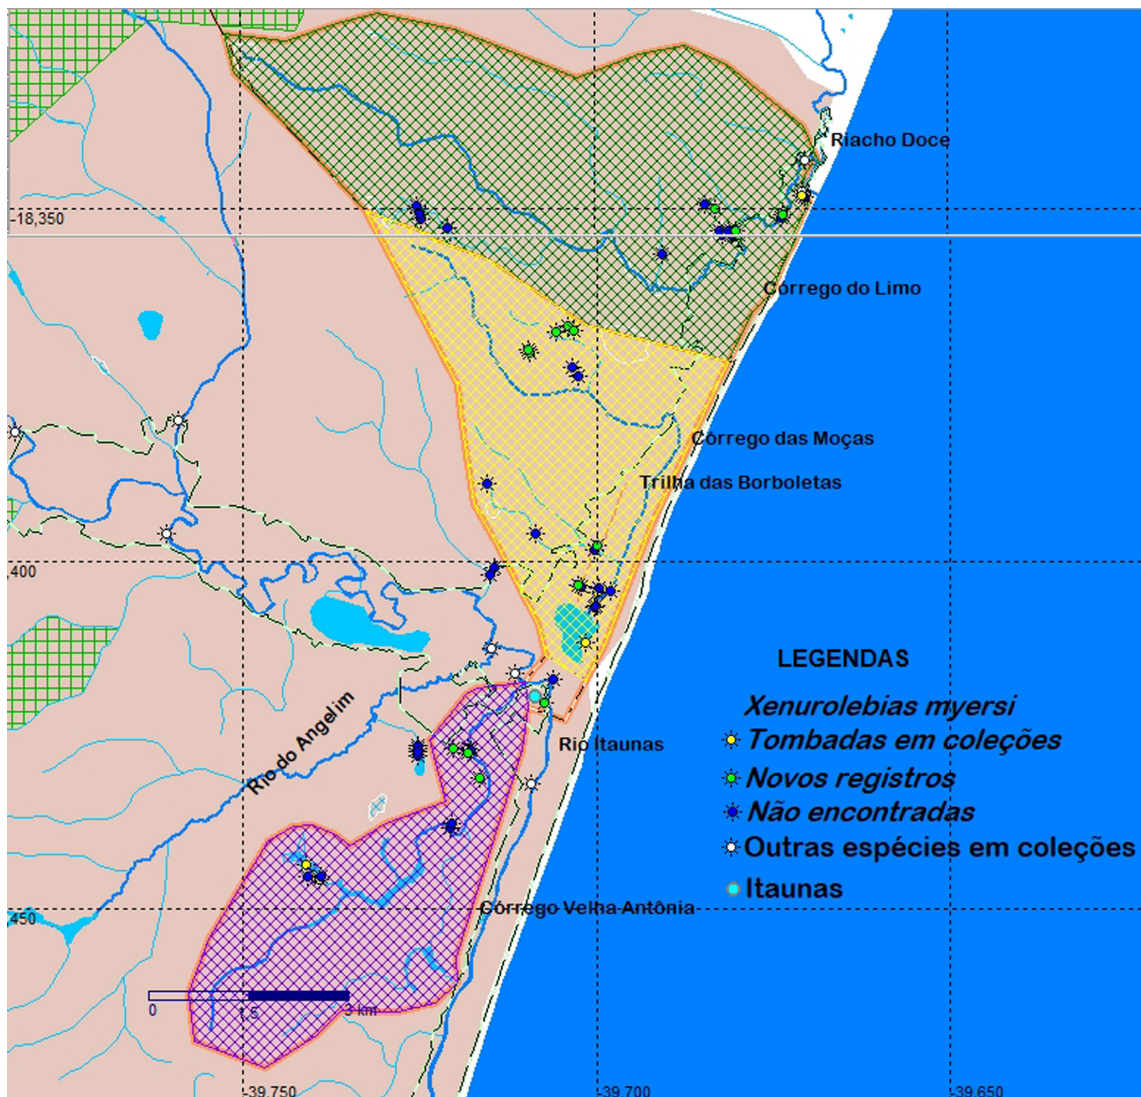 Riacho Doce
-18,350
Córrego do Limo
Córrego das Moças
Trilha das Borboletas
,400
LEGENDAS
Xenurolebias myersi
Rio do Angelim
Rio Itaunas
Tombadas em coleções
Novos registros
Não encontradas
Outras espécies em coleções
Itaunas
Córrego Velha Antônia
,450
0 1,5 3 km
-39,750 -39,700 -39,650